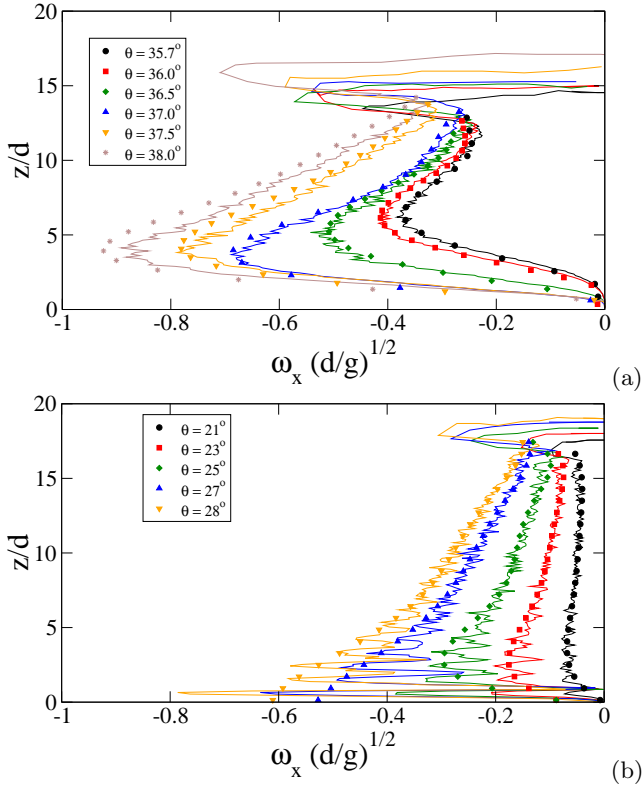 20
15
10
5
0
z/d
θ = 35.7°
θ = 36.0°
θ = 36.5°
θ = 37.0°
θ = 37.5°
θ = 38.0°
-1 -0.8 -0.6 -0.4 -0.2 0
ω_x (d/g)^1/2
(a)
20
15
10
5
0
z/d
θ = 21°
θ = 23°
θ = 25°
θ = 27°
θ = 28°
-1 -0.8 -0.6 -0.4 -0.2 0
ω_x (d/g)^1/2
(b)